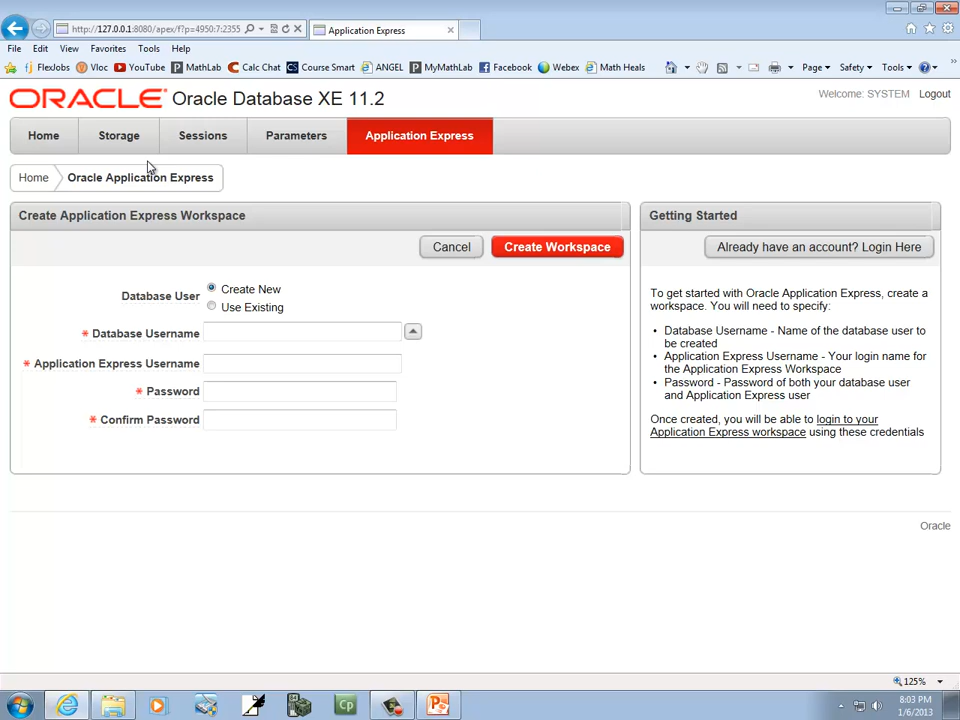 http://127.0.0.1:8080/apex/f?p=4950:7:2355
Application Express
File Edit View Favorites Tools Help
FlexJobs Vloc YouTube MathLab Calc Chat Course Smart ANGEL MyMathLab Facebook Webex Math Heals Page Safety Tools
ORACLE Oracle Database XE 11.2
Welcome: SYSTEM Logout
Home Storage Sessions Parameters Application Express
Home Oracle Application Express
Create Application Express Workspace
Cancel Create Workspace
Database User Create New
Use Existing
* Database Username
* Application Express Username
* Password
* Confirm Password
Getting Started
Already have an account? Login Here
To get started with Oracle Application Express, create a
workspace. You will need to specify:
• Database Username - Name of the database user to
be created
• Application Express Username - Your login name for
the Application Express Workspace
• Password - Password of both your database user
and Application Express user
Once created, you will be able to login to your
Application Express workspace using these credentials
Oracle
125%
Cp
8:03 PM
1/6/2013